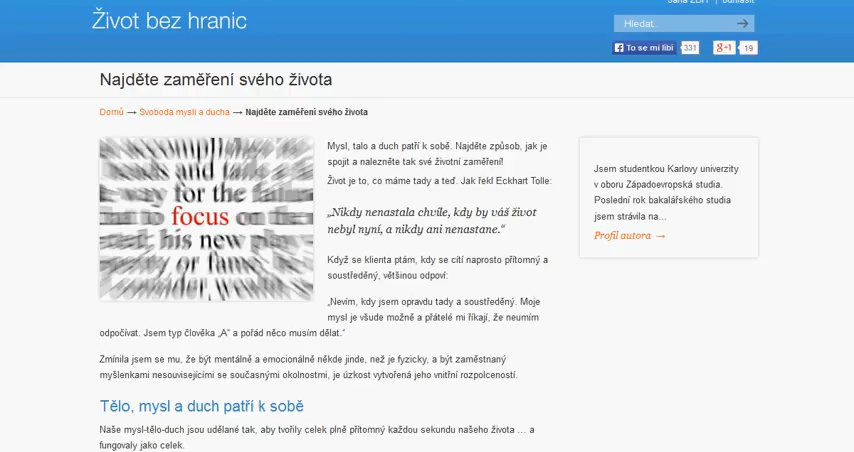 Život bez hranic
Hledat..
To se mi líbí
331
+1
19
Najděte zaměření svého života
Domů → Svoboda mysli a ducha → Najděte zaměření svého života
focus
Mysl, talo a duch patří k sobě. Najděte způsob, jak je
spojit a nalezněte tak své životní zaměření!
Život je to, co máme tady a teď. Jak řekl Eckhart Tolle:
„Nikdy nenastala chvíle, kdy by váš život
nebyl nyní, a nikdy ani nenastane.“
Když se klienta ptám, kdy se cítí naprosto přítomný a
soustředěný, většinou odpoví:
„Nevím, kdy jsem opravdu tady a soustředěný. Moje
mysl je všude možně a přátelé mi říkají, že neumím
odpočívat. Jsem typ člověka „A“ a pořád něco musím dělat.“
Zmínila jsem se mu, že být mentálně a emocionálně někde jinde, než je fyzicky, a být zaměstnaný
myšlenkami nesouvisejícími se současnými okolnostmi, je úzkost vytvořená jeho vnitřní rozpolceností.
Tělo, mysl a duch patří k sobě
Naše mysl-tělo-duch jsou udělané tak, aby tvořily celek plně přítomný každou sekundu našeho života … a
fungovaly jako celek.
Jsem studentkou Karlovy univerzity
v oboru Západoevropská studia.
Poslední rok bakalářského studia
jsem strávila na…
Profil autora →